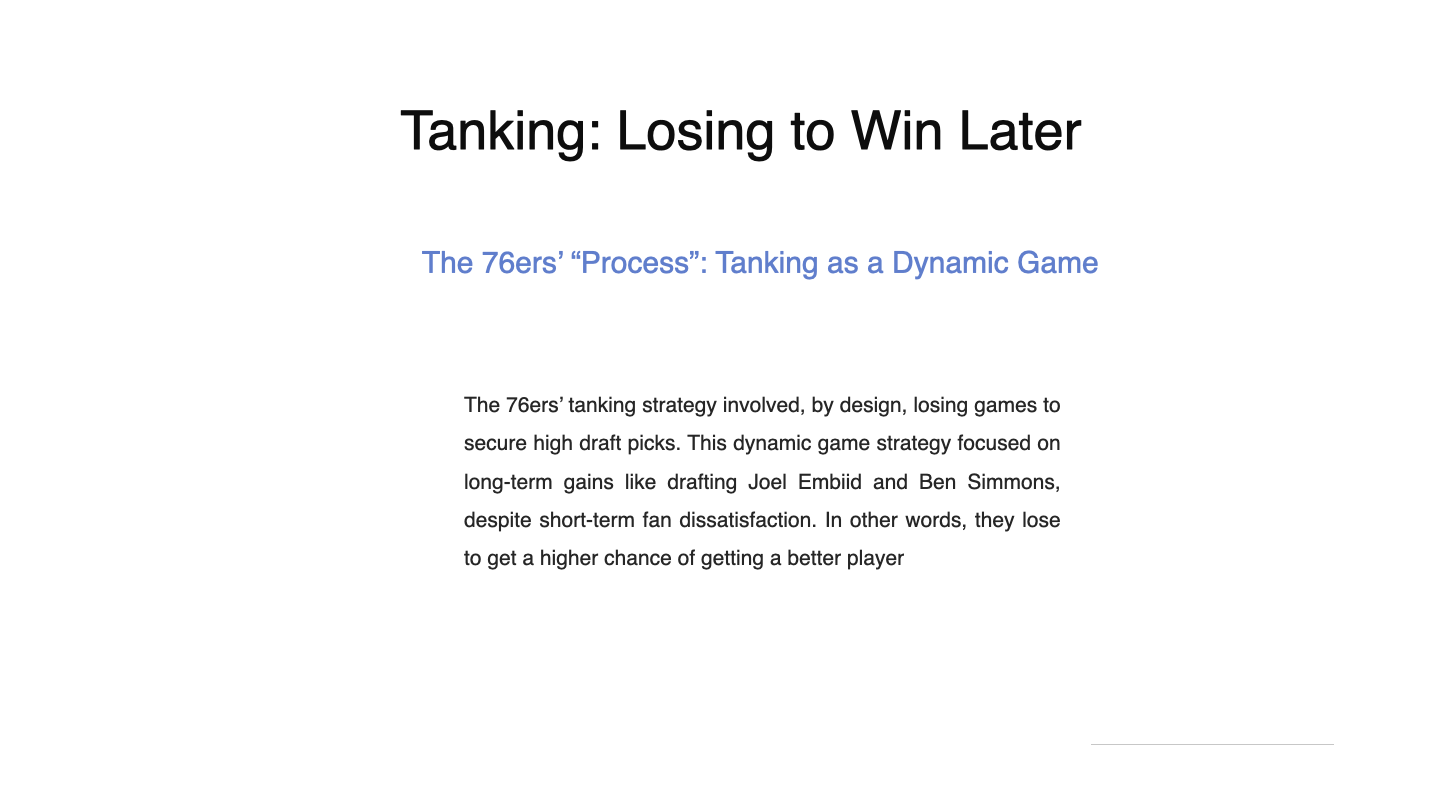 Tanking: Losing to Win Later
The 76ers’ “Process”: Tanking as a Dynamic Game
The 76ers’ tanking strategy involved, by design, losing games to
secure high draft picks. This dynamic game strategy focused on
long-term gains like drafting Joel Embiid and Ben Simmons,
despite short-term fan dissatisfaction. In other words, they lose
to get a higher chance of getting a better player